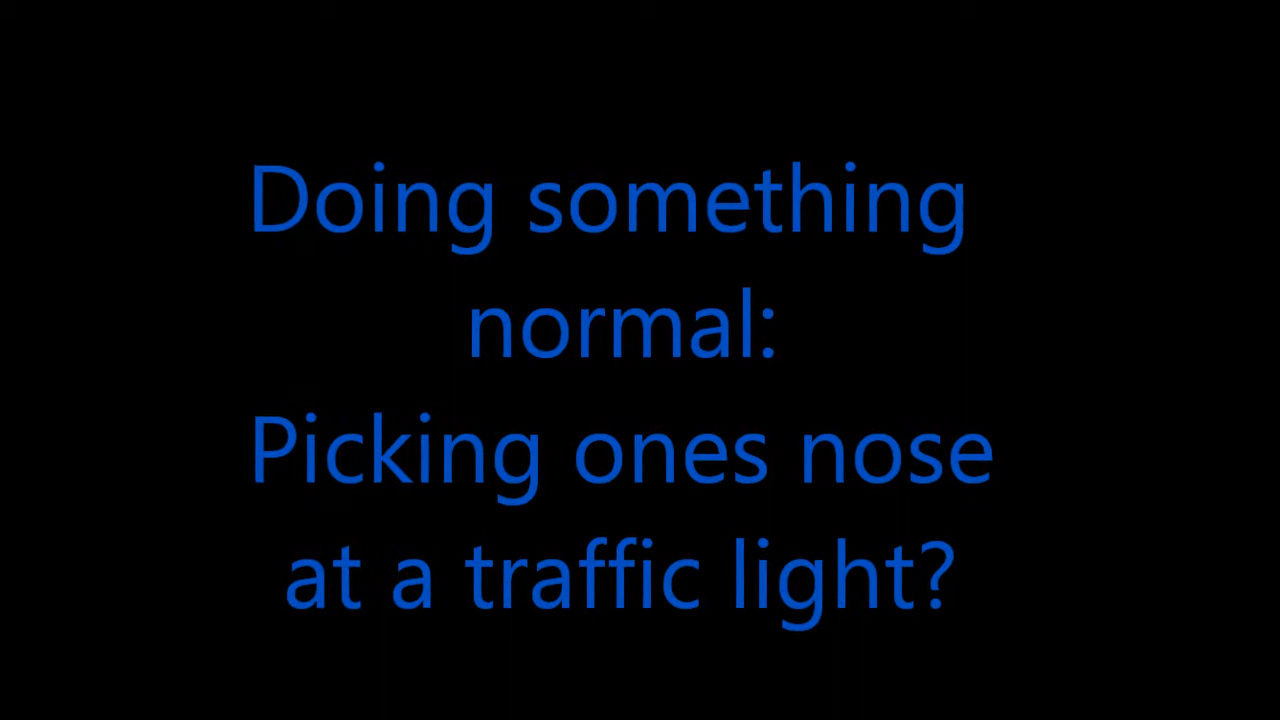 Doing something
normal:
Picking ones nose
at a traffic light?